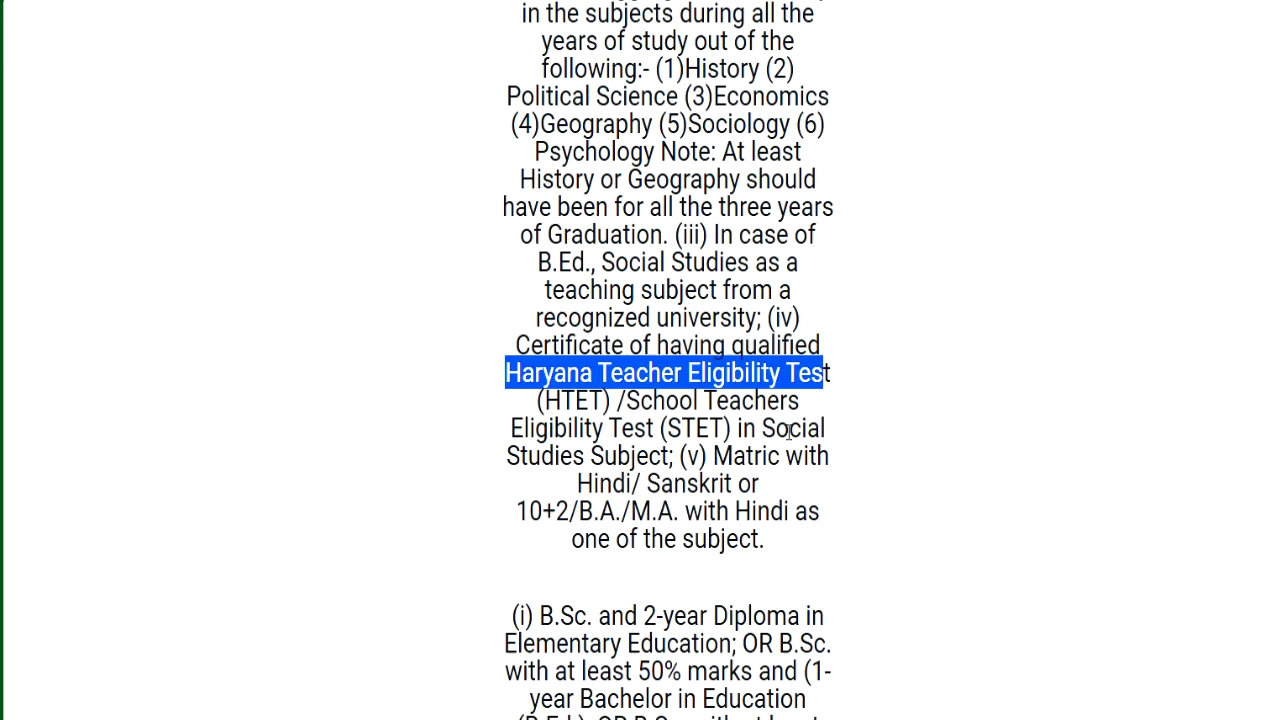 in the subjects during all the
years of study out of the
following:- (1)History (2)
Political Science (3)Economics
(4)Geography (5)Sociology (6)
Psychology Note: At least
History or Geography should
have been for all the three years
of Graduation. (iii) In case of
B.Ed., Social Studies as a
teaching subject from a
recognized university; (iv)
Certificate of having qualified
Haryana Teacher Eligibility Test
(HTET) /School Teachers
Eligibility Test (STET) in Social
Studies Subject; (v) Matric with
Hindi/ Sanskrit or
10+2/B.A./M.A. with Hindi as
one of the subject.
(i) B.Sc. and 2-year Diploma in
Elementary Education; OR B.Sc.
with at least 50% marks and (1-
year Bachelor in Education